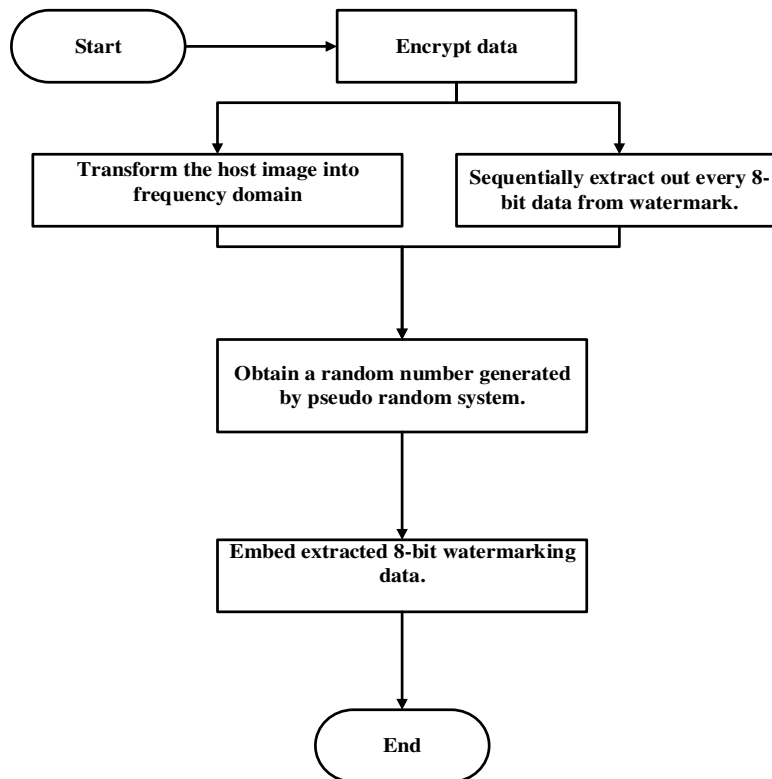 Start
Encrypt data
Transform the host image into
frequency domain
Sequentially extract out every 8-
bit data from watermark.
Obtain a random number generated
by pseudo random system.
Embed extracted 8-bit watermarking
data.
End